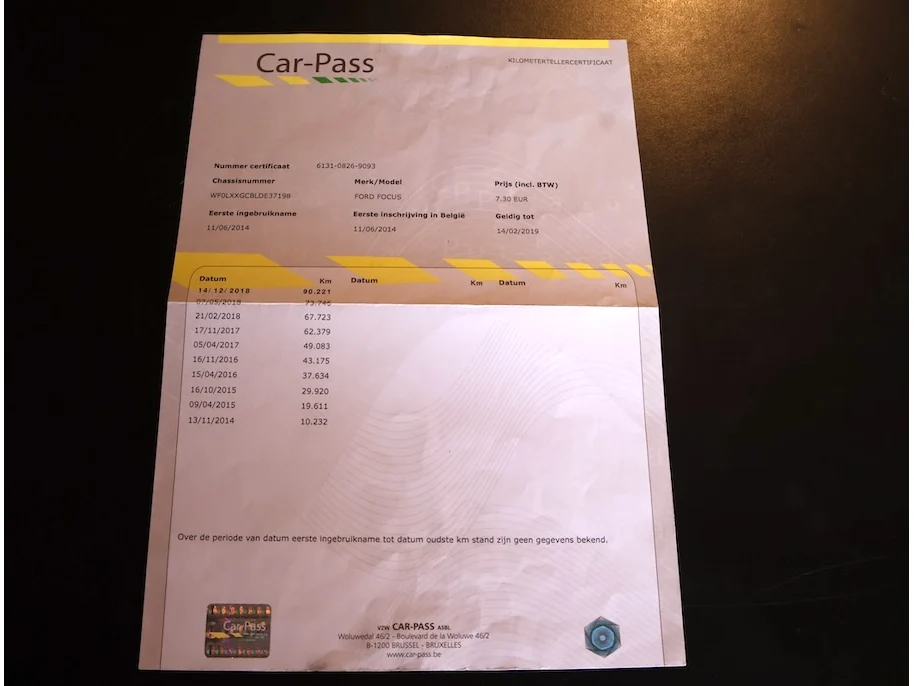 Car-Pass
KILOMETERTELLERCERTIFICAAT
Nummer certificaat 6131-0826-9093
Chassisnummer Merk/Model Prijs (incl. BTW)
WF0LXXGCBLDE37198 FORD FOCUS 7.30 EUR
Eerste ingebruikname Eerste inschrijving in België Geldig tot
11/06/2014 11/06/2014 14/02/2019
Datum Km Datum Km Datum Km
14/12/2018 90.221
07/05/2018 73.746
21/02/2018 67.723
17/11/2017 62.379
05/04/2017 49.083
16/11/2016 43.175
15/04/2016 37.634
16/10/2015 29.920
09/04/2015 19.611
13/11/2014 10.232
Over de periode van datum eerste ingebruikname tot datum oudste km stand zijn geen gegevens bekend.
Car-Pass
VZW CAR-PASS ASBL
Woluwedal 46/2 - Boulevard de la Woluwe 46/2
B-1200 BRUSSEL - BRUXELLES
www.car-pass.be